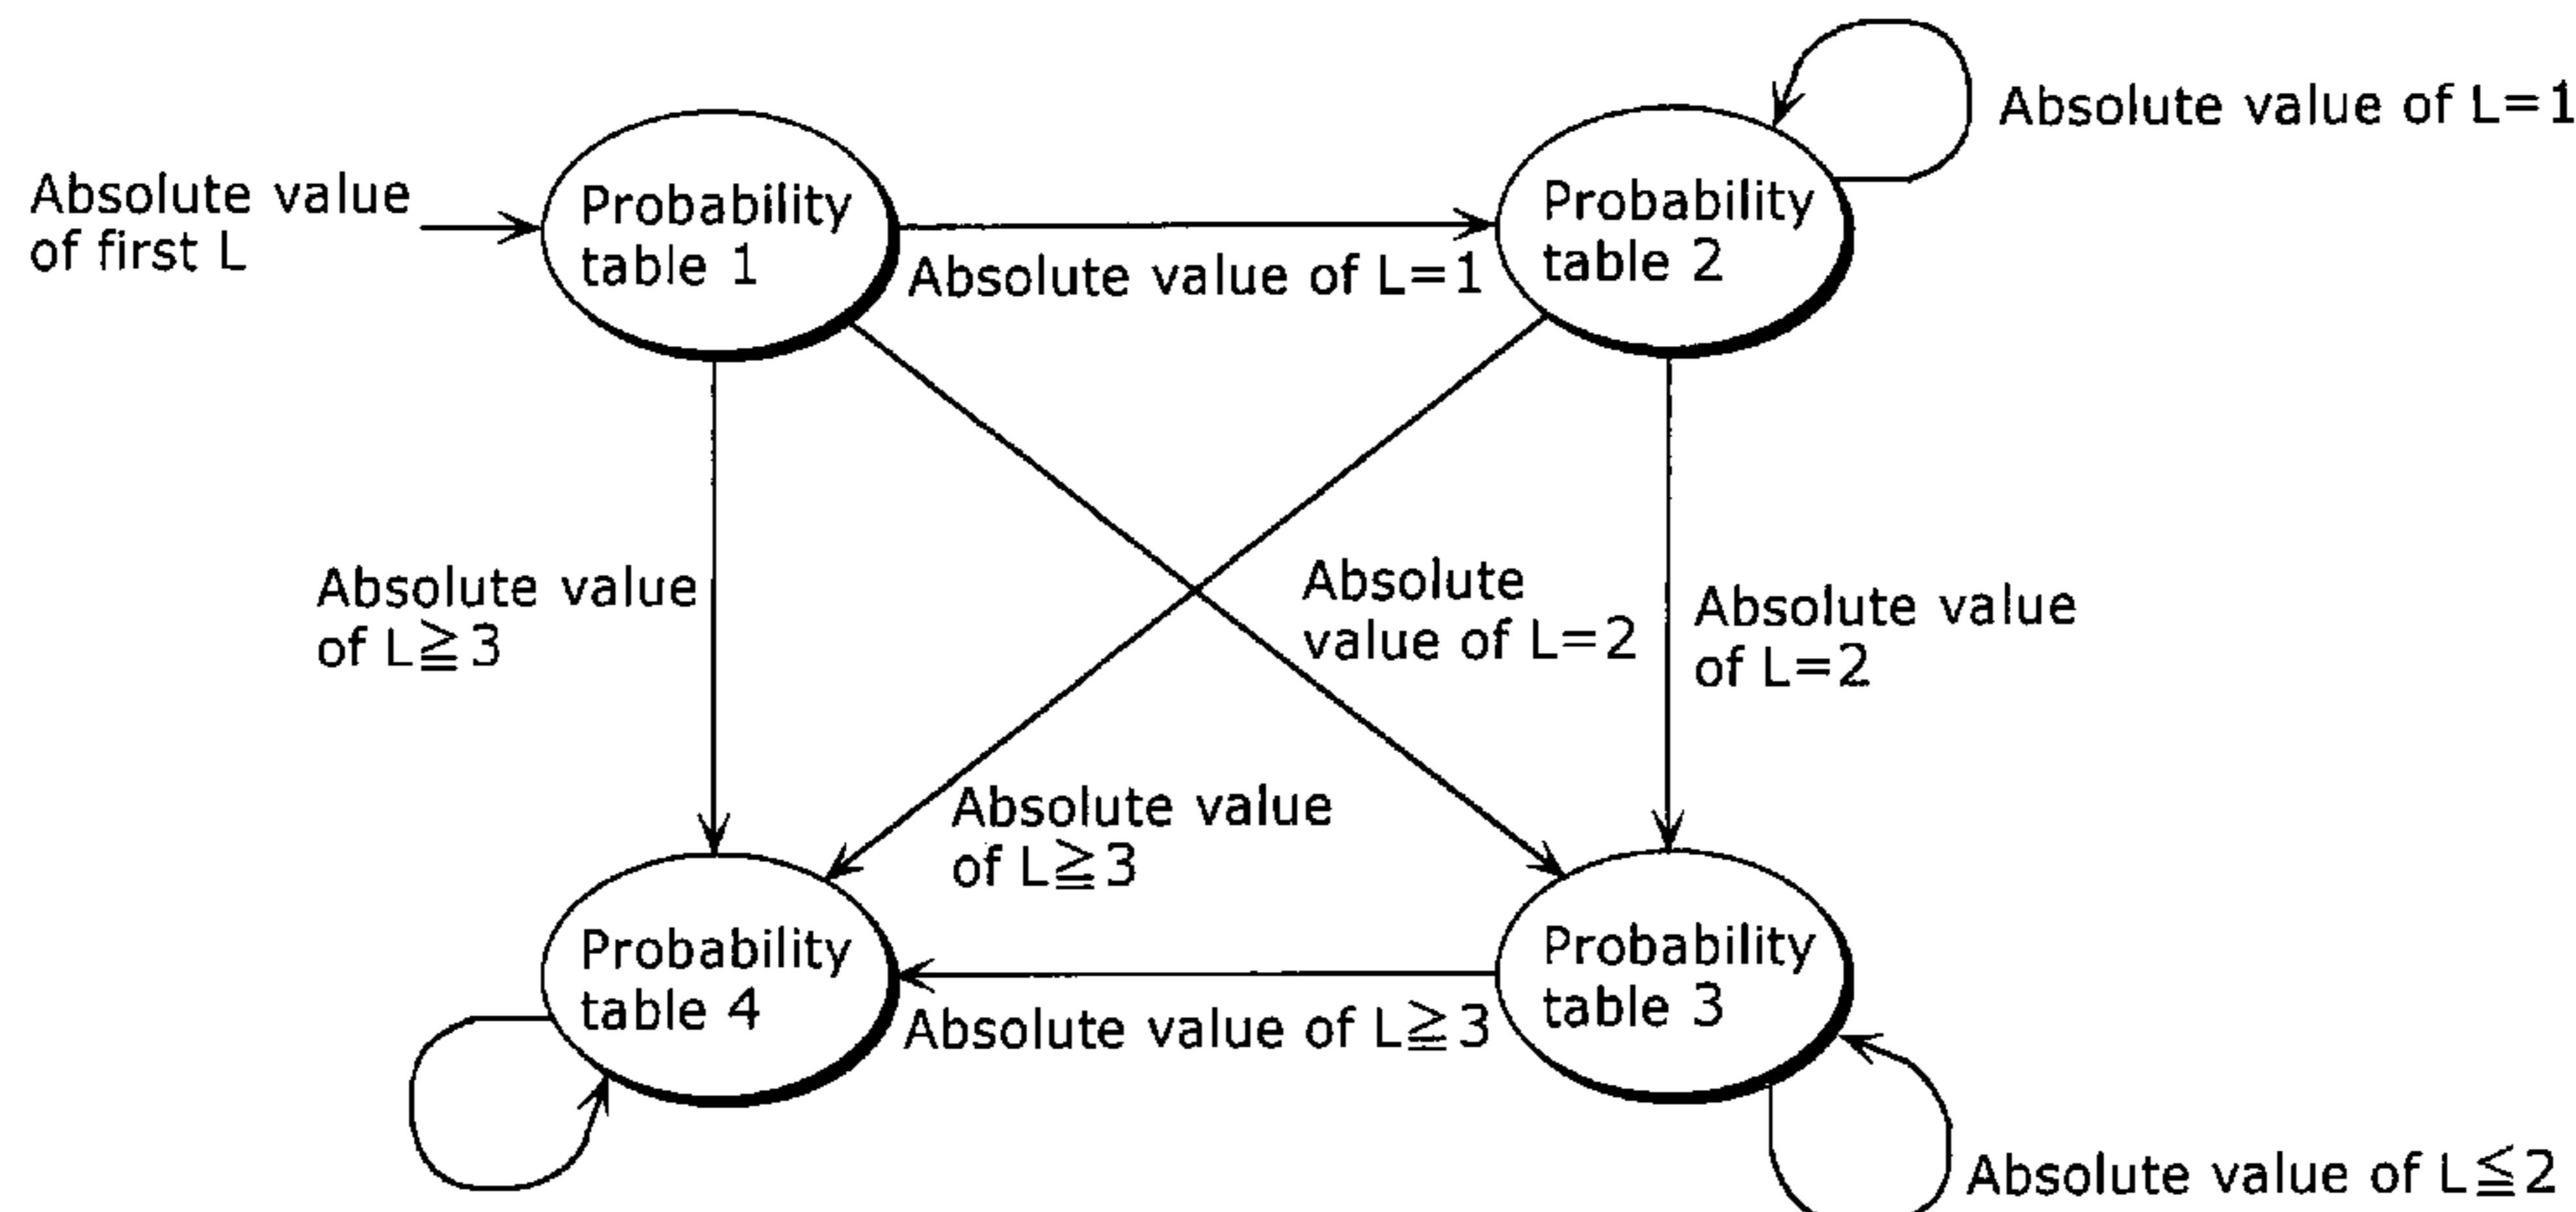 Absolute value of L=1
Absolute value
of first L
Probability
table 1
Absolute value of L=1
Probability
table 2
Absolute value
of L≧3
Absolute
value of L=2
Absolute value
of L=2
Absolute value
of L≧3
Probability
table 4
Absolute value of L≧3
Probability
table 3
Absolute value of L≦2